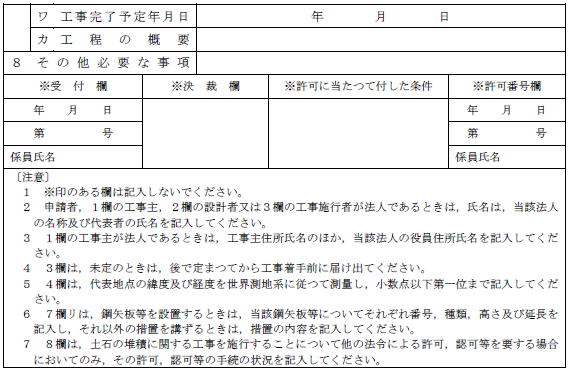 ワ 工事完了予定年月日 年 月 日
カ 工程の概要
8 その他必要な事項
※受付欄 ※決裁欄 ※許可に当たつて付した条件 ※許可番号欄
年 月 日 年 月 日
第 号 第 号
係員氏名 係員氏名
〔注意〕
1 ※印のある欄は記入しないでください。
2 申請者，1欄の工事主，2欄の設計者又は3欄の工事施行者が法人であるときは，氏名は，当該法人
の名称及び代表者の氏名を記入してください。
3 1欄の工事主が法人であるときは，工事主住所氏名のほか，当該法人の役員住所氏名を記入してくだ
さい。
4 3欄は，未定のときは，後で定まつてから工事着手前に届け出てください。
5 4欄は，代表地点の緯度及び経度を世界測地系に従つて測量し，小数点以下第一位まで記入してくだ
さい。
6 7欄リは，鋼矢板等を設置するときは，当該鋼矢板等についてそれぞれ番号，種類，高さ及び延長を
記入し，それ以外の措置を講ずるときは，措置の内容を記入してください。
7 8欄は，土石の堆積に関する工事を施行することについて他の法令による許可，認可等を要する場合
においてのみ，その許可，認可等の手続の状況を記入してください。